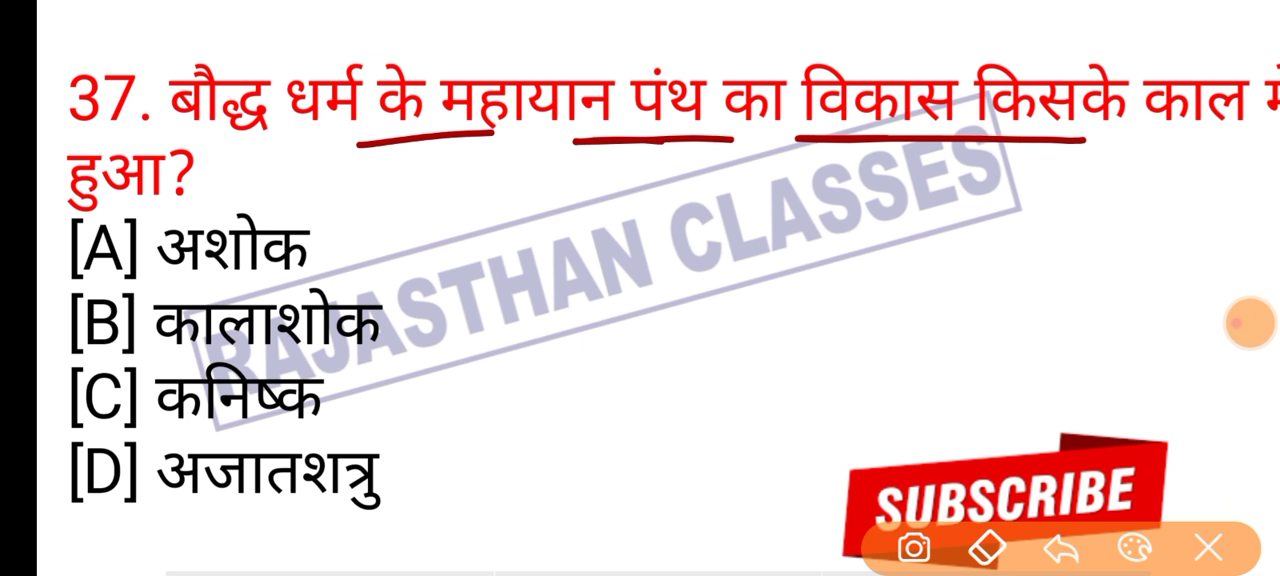 37. बौद्ध धर्म के महायान पंथ का विकास किसके काल में
हुआ?
[A] अशोक
[B] कालाशोक
[C] कनिष्क
[D] अजातशत्रु
RAJASTHAN CLASSES
SUBSCRIBE